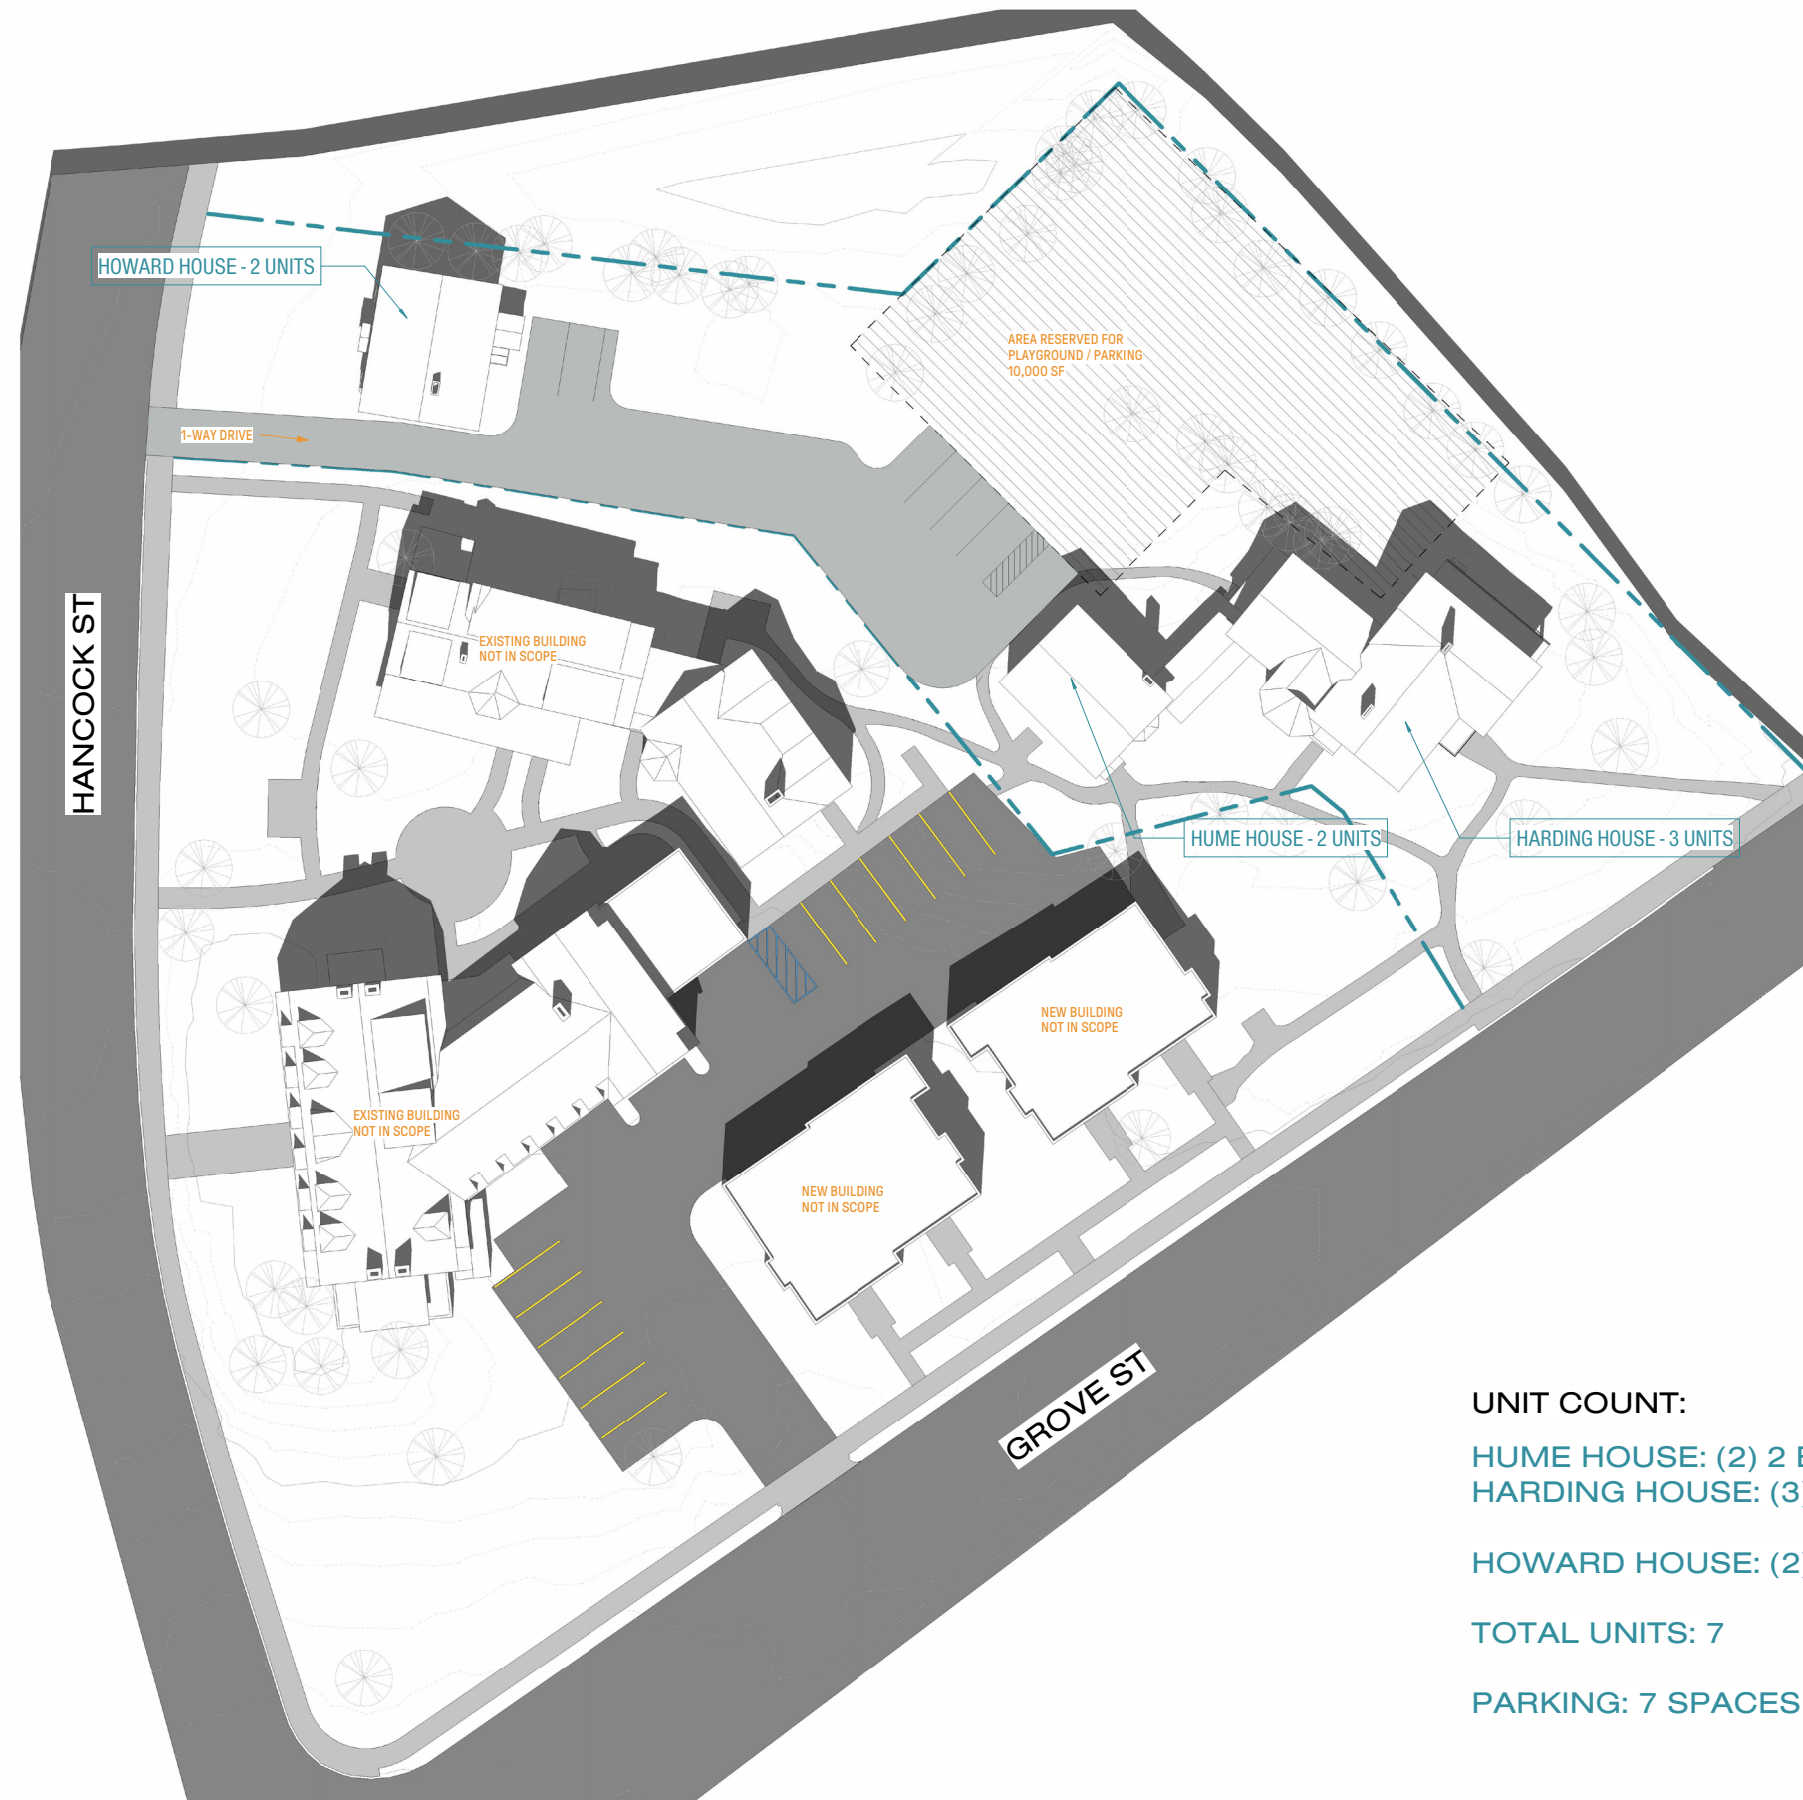 HOWARD HOUSE - 2 UNITS
AREA RESERVED FOR
PLAYGROUND / PARKING
10,000 SF
1-WAY DRIVE
HANCOCK ST
EXISTING BUILDING
NOT IN SCOPE
HUME HOUSE - 2 UNITS
HARDING HOUSE - 3 UNITS
NEW BUILDING
NOT IN SCOPE
EXISTING BUILDING
NOT IN SCOPE
NEW BUILDING
NOT IN SCOPE
GROVE ST
UNIT COUNT:
HUME HOUSE: (2) 2
HARDING HOUSE: (3)
HOWARD HOUSE: (2)
TOTAL UNITS: 7
PARKING: 7 SPACES